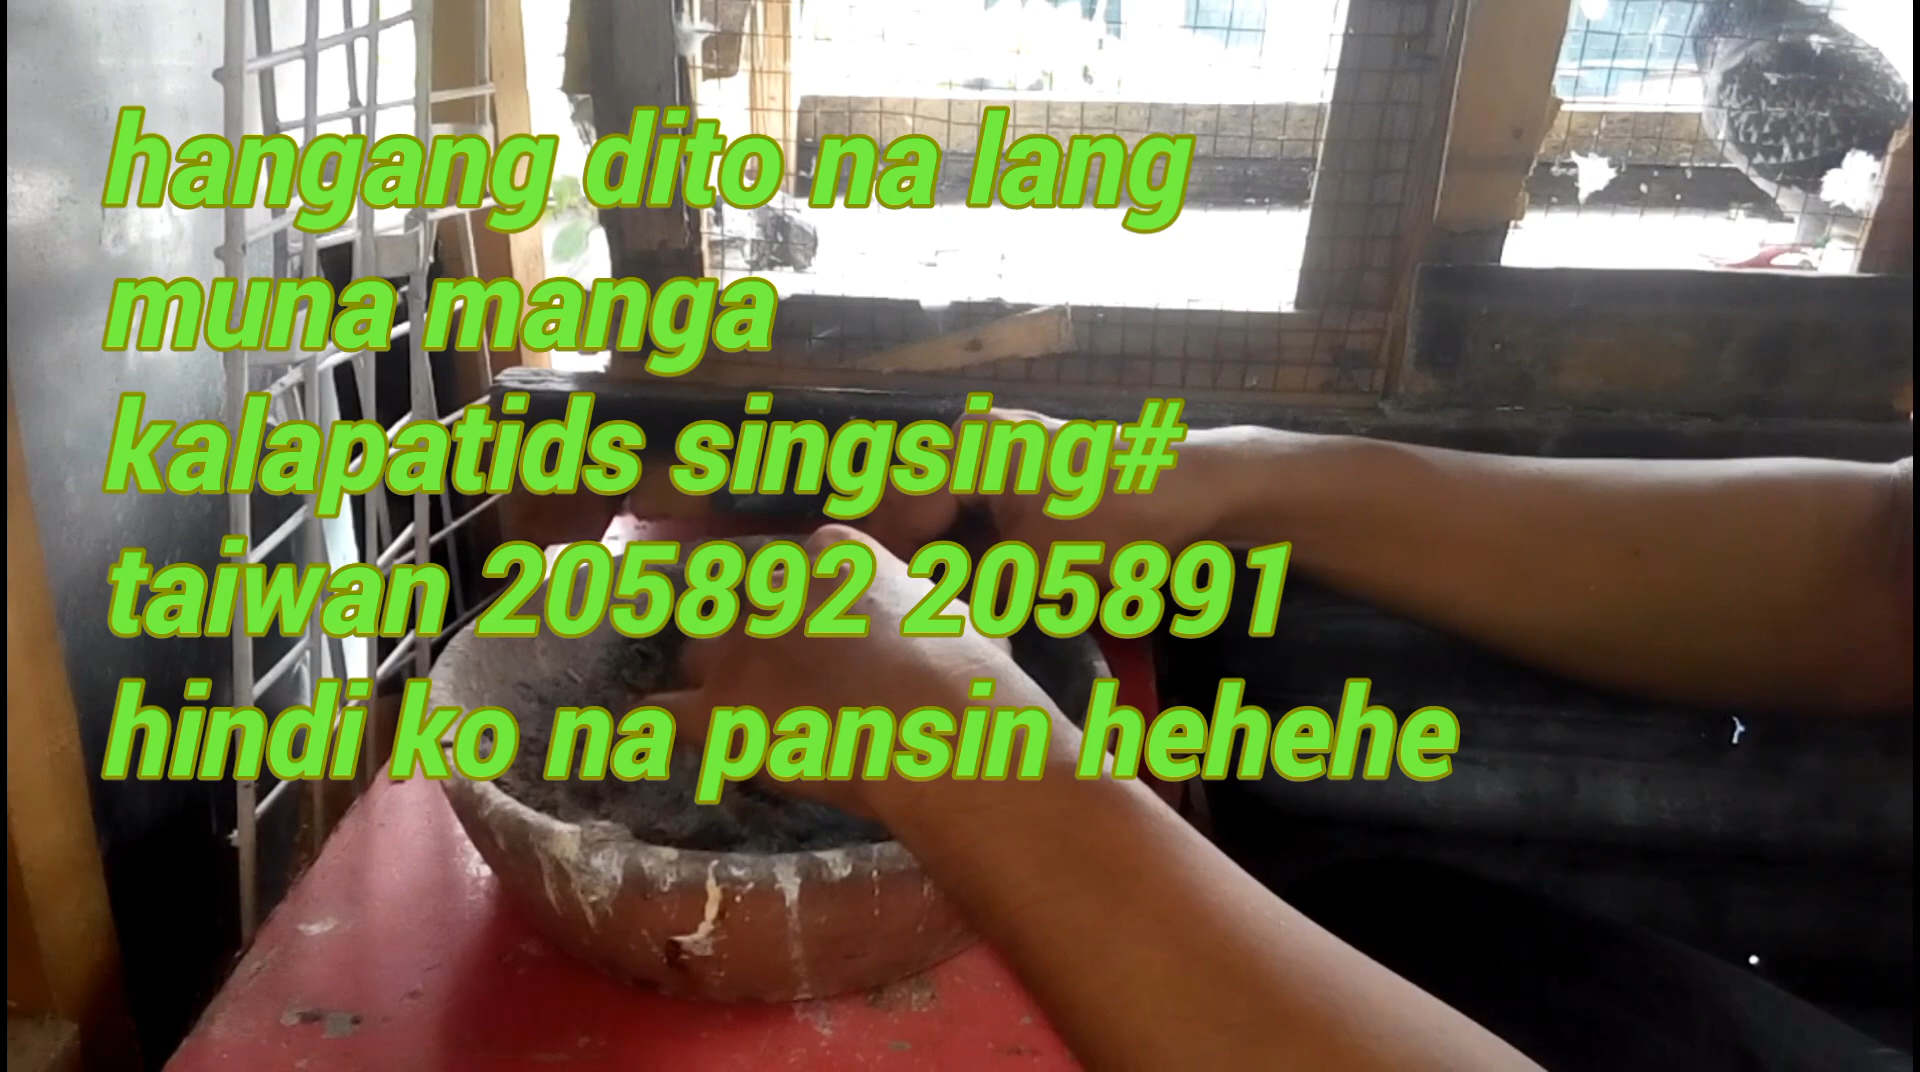 hangang dito na lang
muna manga
kalapatids singsing#
taiwan 205892 205891
hindi ko na pansin hehehe